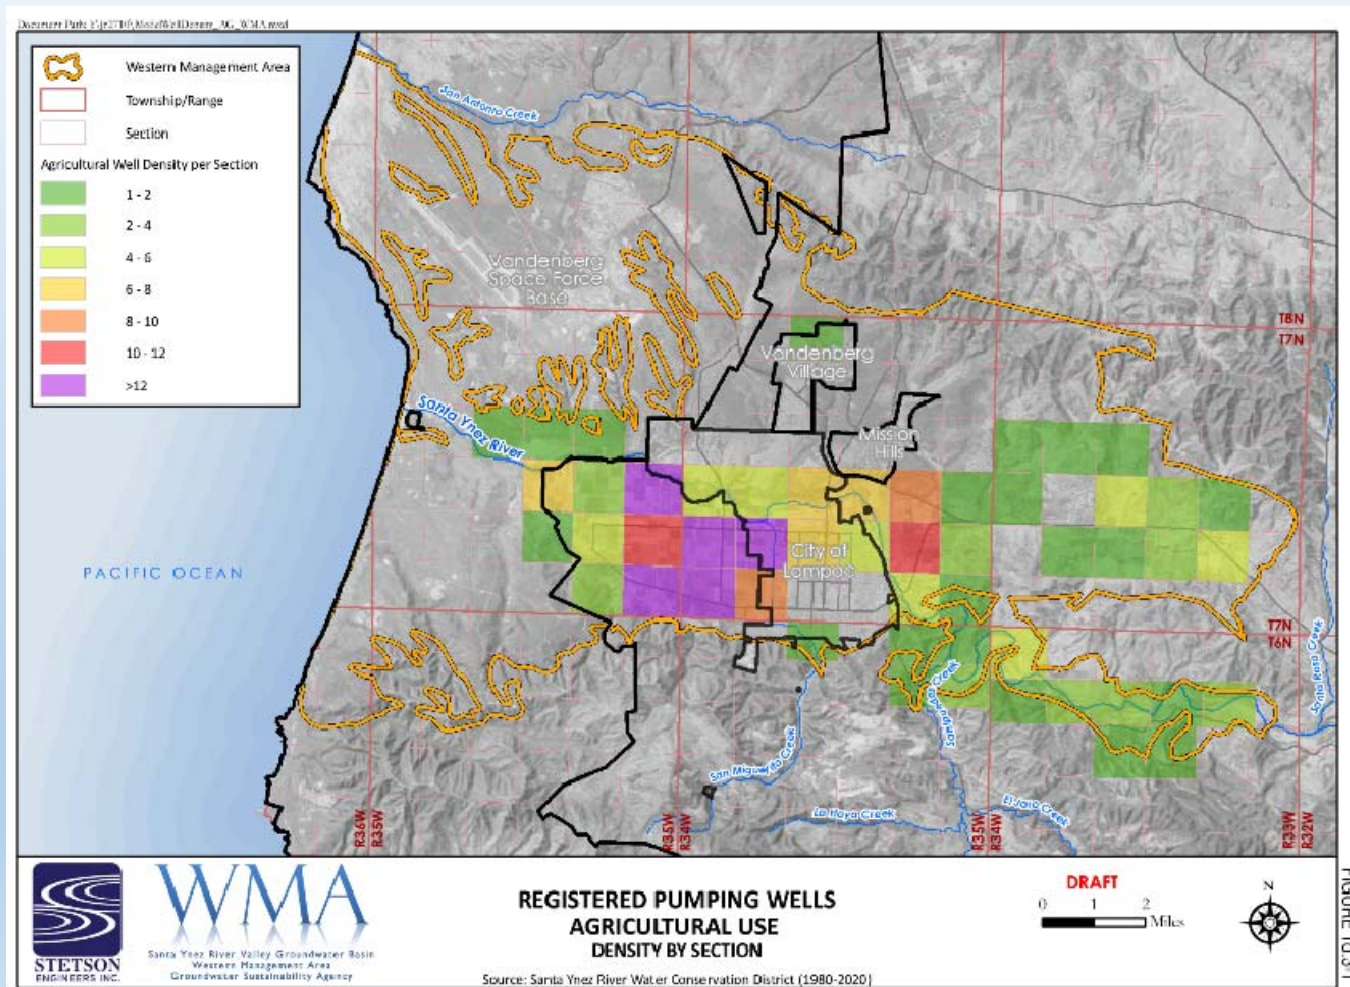 Western Management Area
Township/Range
Section
Agricultural Well Density per Section
1 - 2
2 - 4
4 - 6
6 - 8
8 - 10
10 - 12
>12
San Antonio Creek
Vandenberg
Space Force
Base
T8N
T7N
Vandenberg
Village
Santa Ynez River
Mission
Hills
City of
Lompoc
PACIFIC OCEAN
T7N
T6N
Santa Rosa Creek
San Miguelito Creek
La Hoya Creek
El Jaro Creek
R36W
R35W
R35W
R34W
R35W
R34W
R33W
R32W
STETSON
ENGINEERS INC.
WMA
Santa Ynez River Valley Groundwater Basin
Western Management Area
Groundwater Sustainability Agency
REGISTERED PUMPING WELLS
AGRICULTURAL USE
DENSITY BY SECTION
Source: Santa Ynez River Water Conservation District (1980-2020)
DRAFT
0 1 2
Miles
N
FIGURE